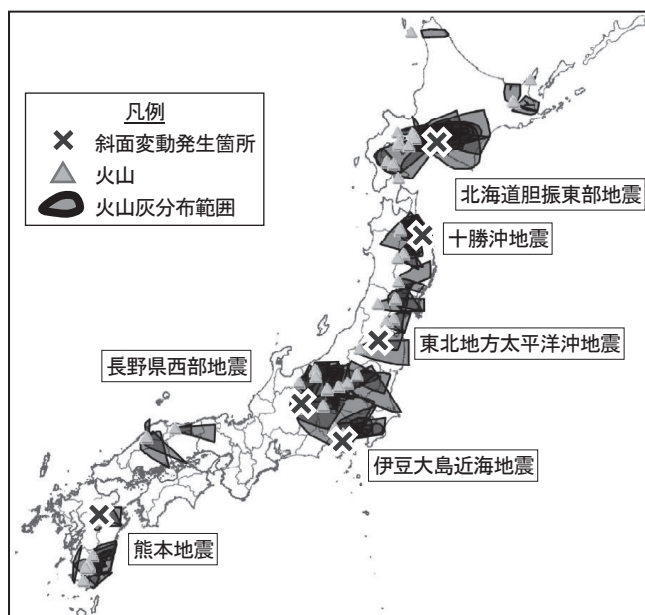 凡例
斜面変動発生箇所
火山
火山灰分布範囲
北海道胆振東部地震
十勝沖地震
東北地方太平洋沖地震
長野県西部地震
伊豆大島近海地震
熊本地震